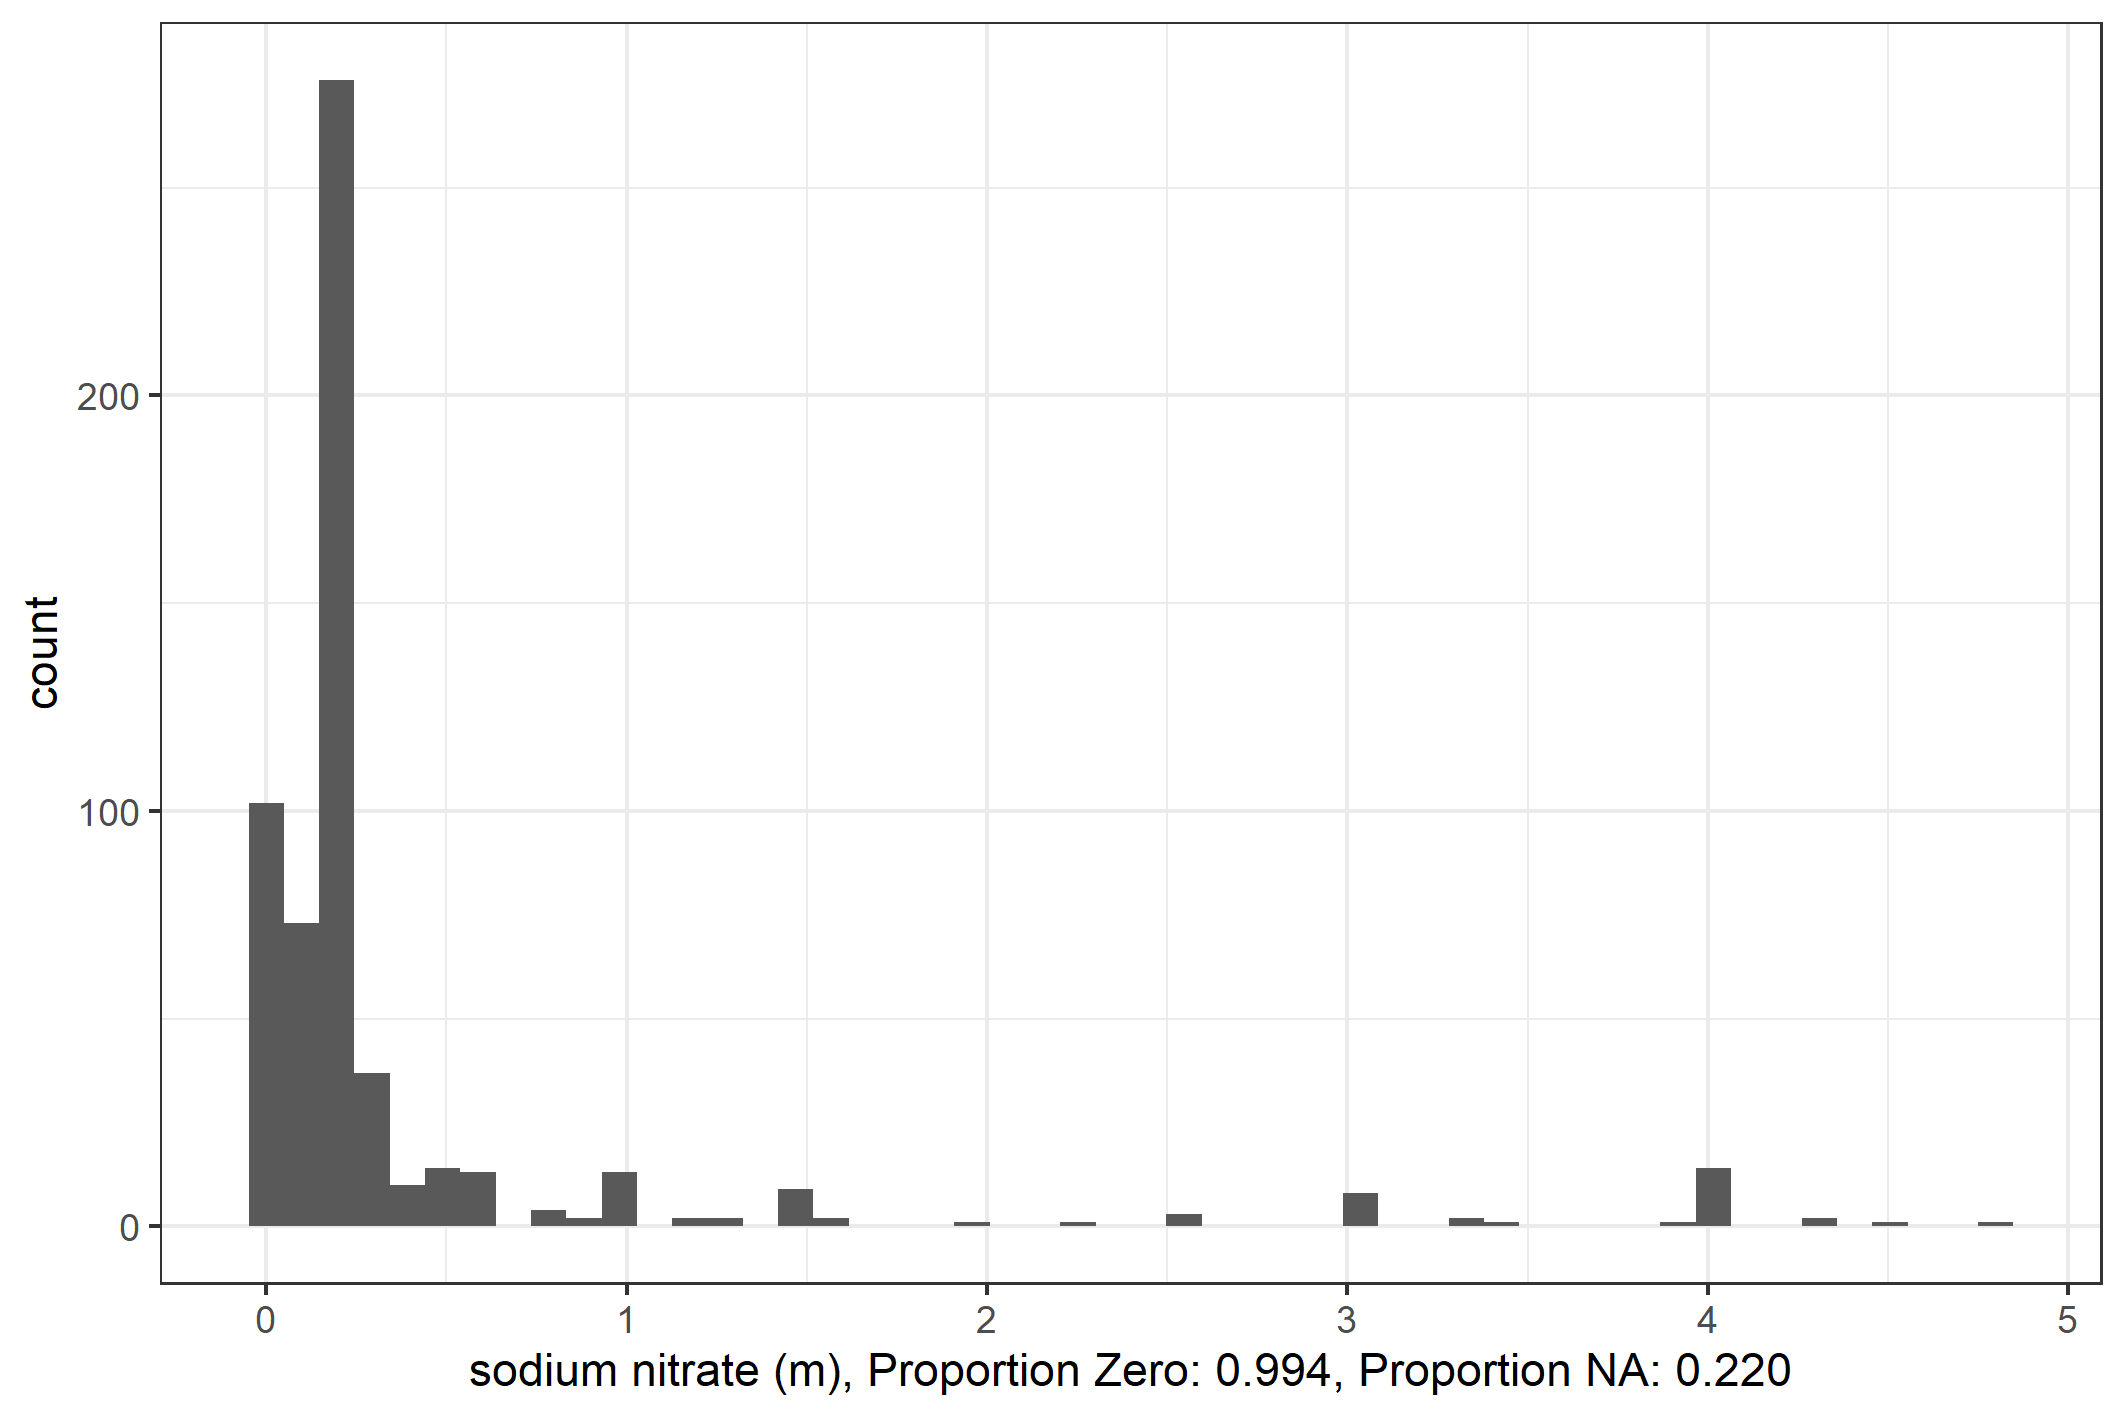 count
200
100
0
0 1 2 3 4 5
sodium nitrate (m), Proportion Zero: 0.994, Proportion NA: 0.220